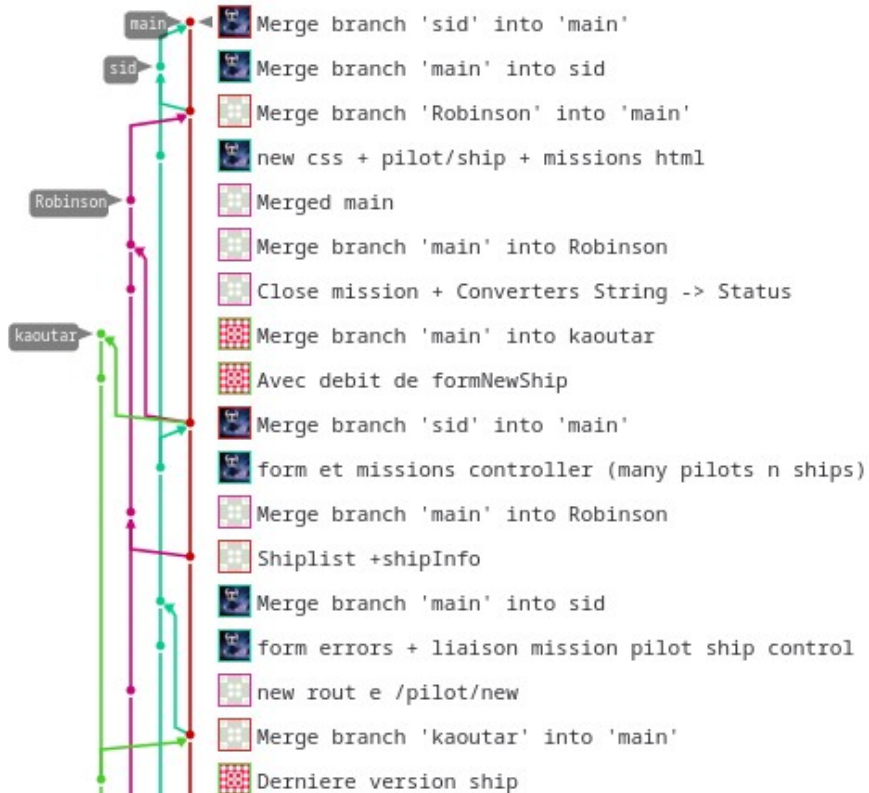 main Merge branch 'sid' into 'main'
sid Merge branch 'main' into sid
Merge branch 'Robinson' into 'main'
new css + pilot/ship + missions html
Robinson Merged main
Merge branch 'main' into Robinson
Close mission + Converters String -> Status
kaoutar Merge branch 'main' into kaoutar
Avec debit de formNewShip
Merge branch 'sid' into 'main'
form et missions controller (many pilots n ships)
Merge branch 'main' into Robinson
Shiplist +shipInfo
Merge branch 'main' into sid
form errors + liaison mission pilot ship control
new rout e /pilot/new
Merge branch 'kaoutar' into 'main'
Derniere version ship